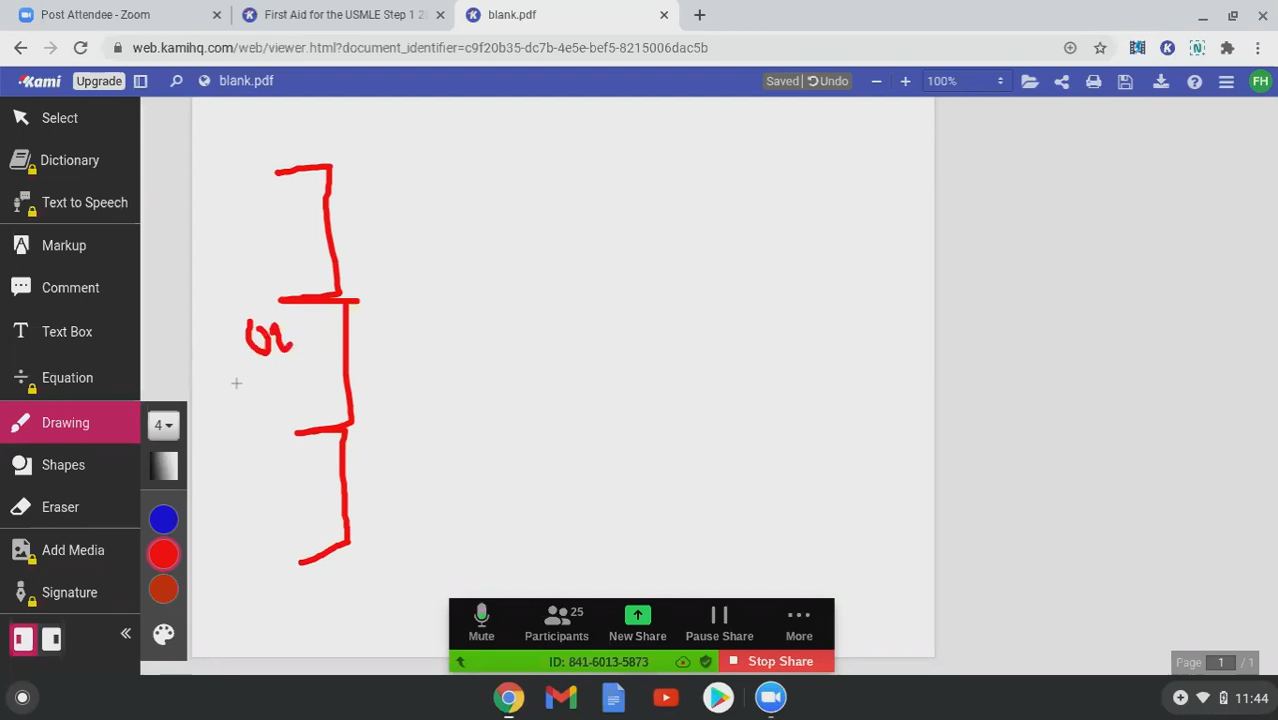 Post Attendee - Zoom
First Aid for the USMLE Step 1 2
blank.pdf
web.kamihq.com/web/viewer.html?document_identifier=c9f20b35-dc7b-4e5e-bef5-8215006dac5b
Kami Upgrade blank.pdf Saved Undo 100% FH
Select
Dictionary
Text to Speech
Markup
Comment
Text Box
Equation
Drawing 4
Shapes
Eraser
Add Media
Signature
25
Mute Participants New Share Pause Share More
ID: 841-6013-5873 Stop Share
Page 1 / 1
11:44